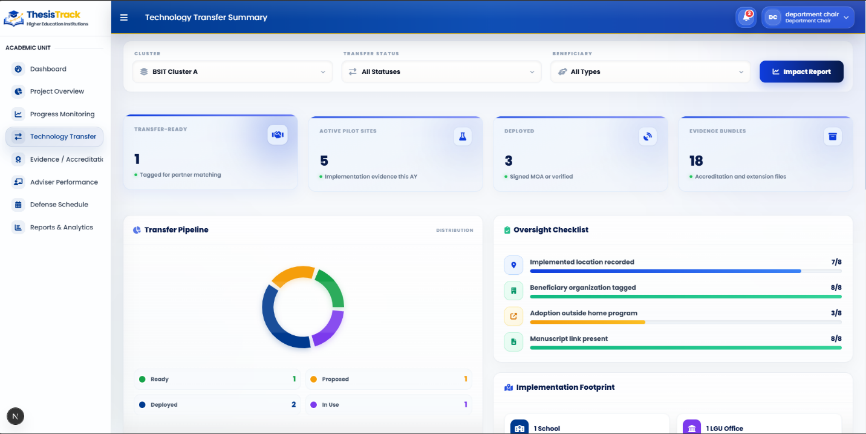 ThesisTrack
Higher Education Institutions
Technology Transfer Summary
3
DC
department chair
Department Chair
ACADEMIC UNIT
Dashboard
Project Overview
Progress Monitoring
Technology Transfer
Evidence / Accreditatic
Adviser Performance
Defense Schedule
Reports & Analytics
N
CLUSTER
BSIT Cluster A
TRANSFER STATUS
All Statuses
BENEFICIARY
All Types
Impact Report
TRANSFER-READY
1
Tagged for partner matching
ACTIVE PILOT SITES
5
Implementation evidence this AY
DEPLOYED
3
Signed MOA or verified
EVIDENCE BUNDLES
18
Accreditation and extension files
Transfer Pipeline
DISTRIBUTION
Ready 1
Proposed 1
Deployed 2
In Use 1
Oversight Checklist
Implemented location recorded 7/8
Beneficiary organization tagged 8/8
Adoption outside home program 3/8
Manuscript link present 8/8
Implementation Footprint
1 School
1 LGU Office